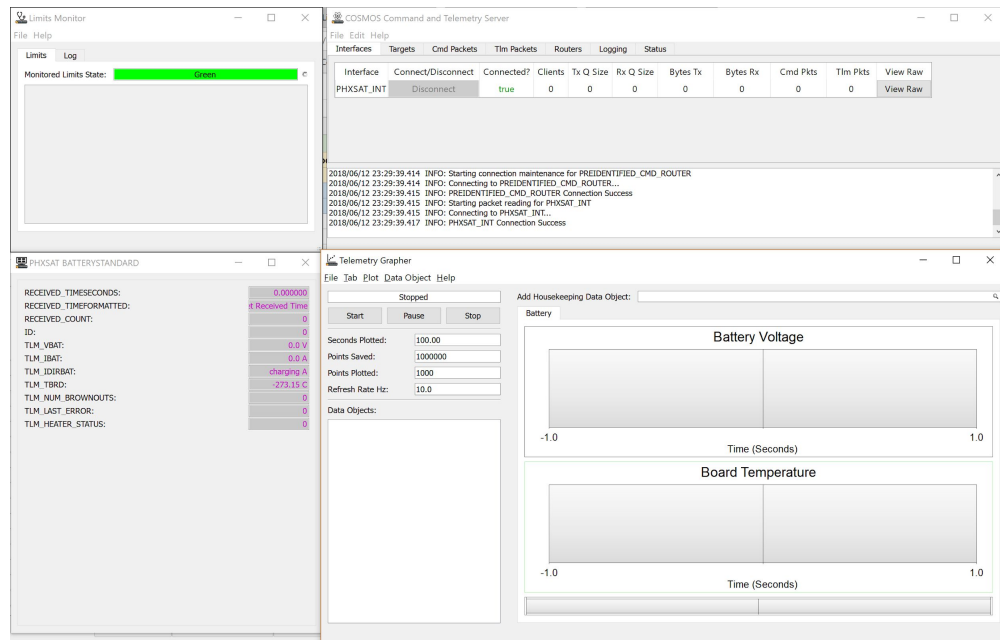 Limits Monitor
File Help
Limits Log
Monitored Limits State: Green
COSMOS Command and Telemetry Server
File Edit Help
Interfaces Targets Cmd Packets Tlm Packets Routers Logging Status
Interface Connect/Disconnect Connected? Clients Tx Q Size Rx Q Size Bytes Tx Bytes Rx Cmd Pkts Tlm Pkts View Raw
PHXSAT_INT Disconnect true 0 0 0 0 0 0 0 View Raw
2018/06/12 23:29:39.414 INFO: Starting connection maintenance for PREIDENTIFIED_CMD_ROUTER
2018/06/12 23:29:39.414 INFO: Connecting to PREIDENTIFIED_CMD_ROUTER...
2018/06/12 23:29:39.415 INFO: PREIDENTIFIED_CMD_ROUTER Connection Success
2018/06/12 23:29:39.415 INFO: Starting packet reading for PHXSAT_INT
2018/06/12 23:29:39.415 INFO: Connecting to PHXSAT_INT...
2018/06/12 23:29:39.417 INFO: PHXSAT_INT Connection Success
PHXSAT BATTERYSTANDARD
RECEIVED_TIMESECONDS: 0.000000
RECEIVED_TIMEFORMATTED: Received Time
RECEIVED_COUNT: 0
ID: 0
TLM_VBAT: 0.0 V
TLM_IBAT: 0.0 A
TLM_IDIRBAT: charging A
TLM_TBRD: -273.15 C
TLM_NUM_BROWNOUTS: 0
TLM_LAST_ERROR: 0
TLM_HEATER_STATUS: 0
Telemetry Grapher
File Tab Plot Data Object Help
Stopped
Start Pause Stop
Seconds Plotted: 100.00
Points Saved: 1000000
Points Plotted: 1000
Refresh Rate Hz: 10.0
Data Objects:
Add Housekeeping Data Object:
Battery
Battery Voltage
-1.0 1.0
Time (Seconds)
Board Temperature
-1.0 1.0
Time (Seconds)